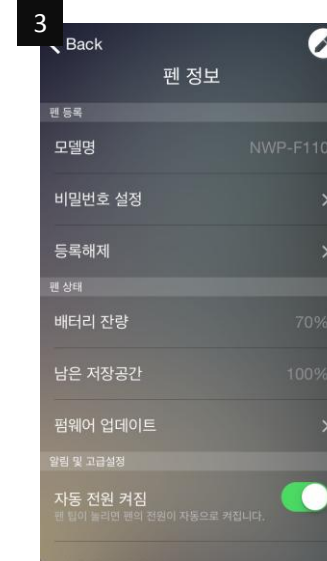 3
Back
펜 정보
펜 등록
모델명 NWP-F110
비밀번호 설정
등록해제
펜 상태
배터리 잔량 70%
남은 저장공간 100%
펌웨어 업데이트
알림 및 고급설정
자동 전원 켜짐
펜 팁이 눌리면 펜의 전원이 자동으로 켜집니다.